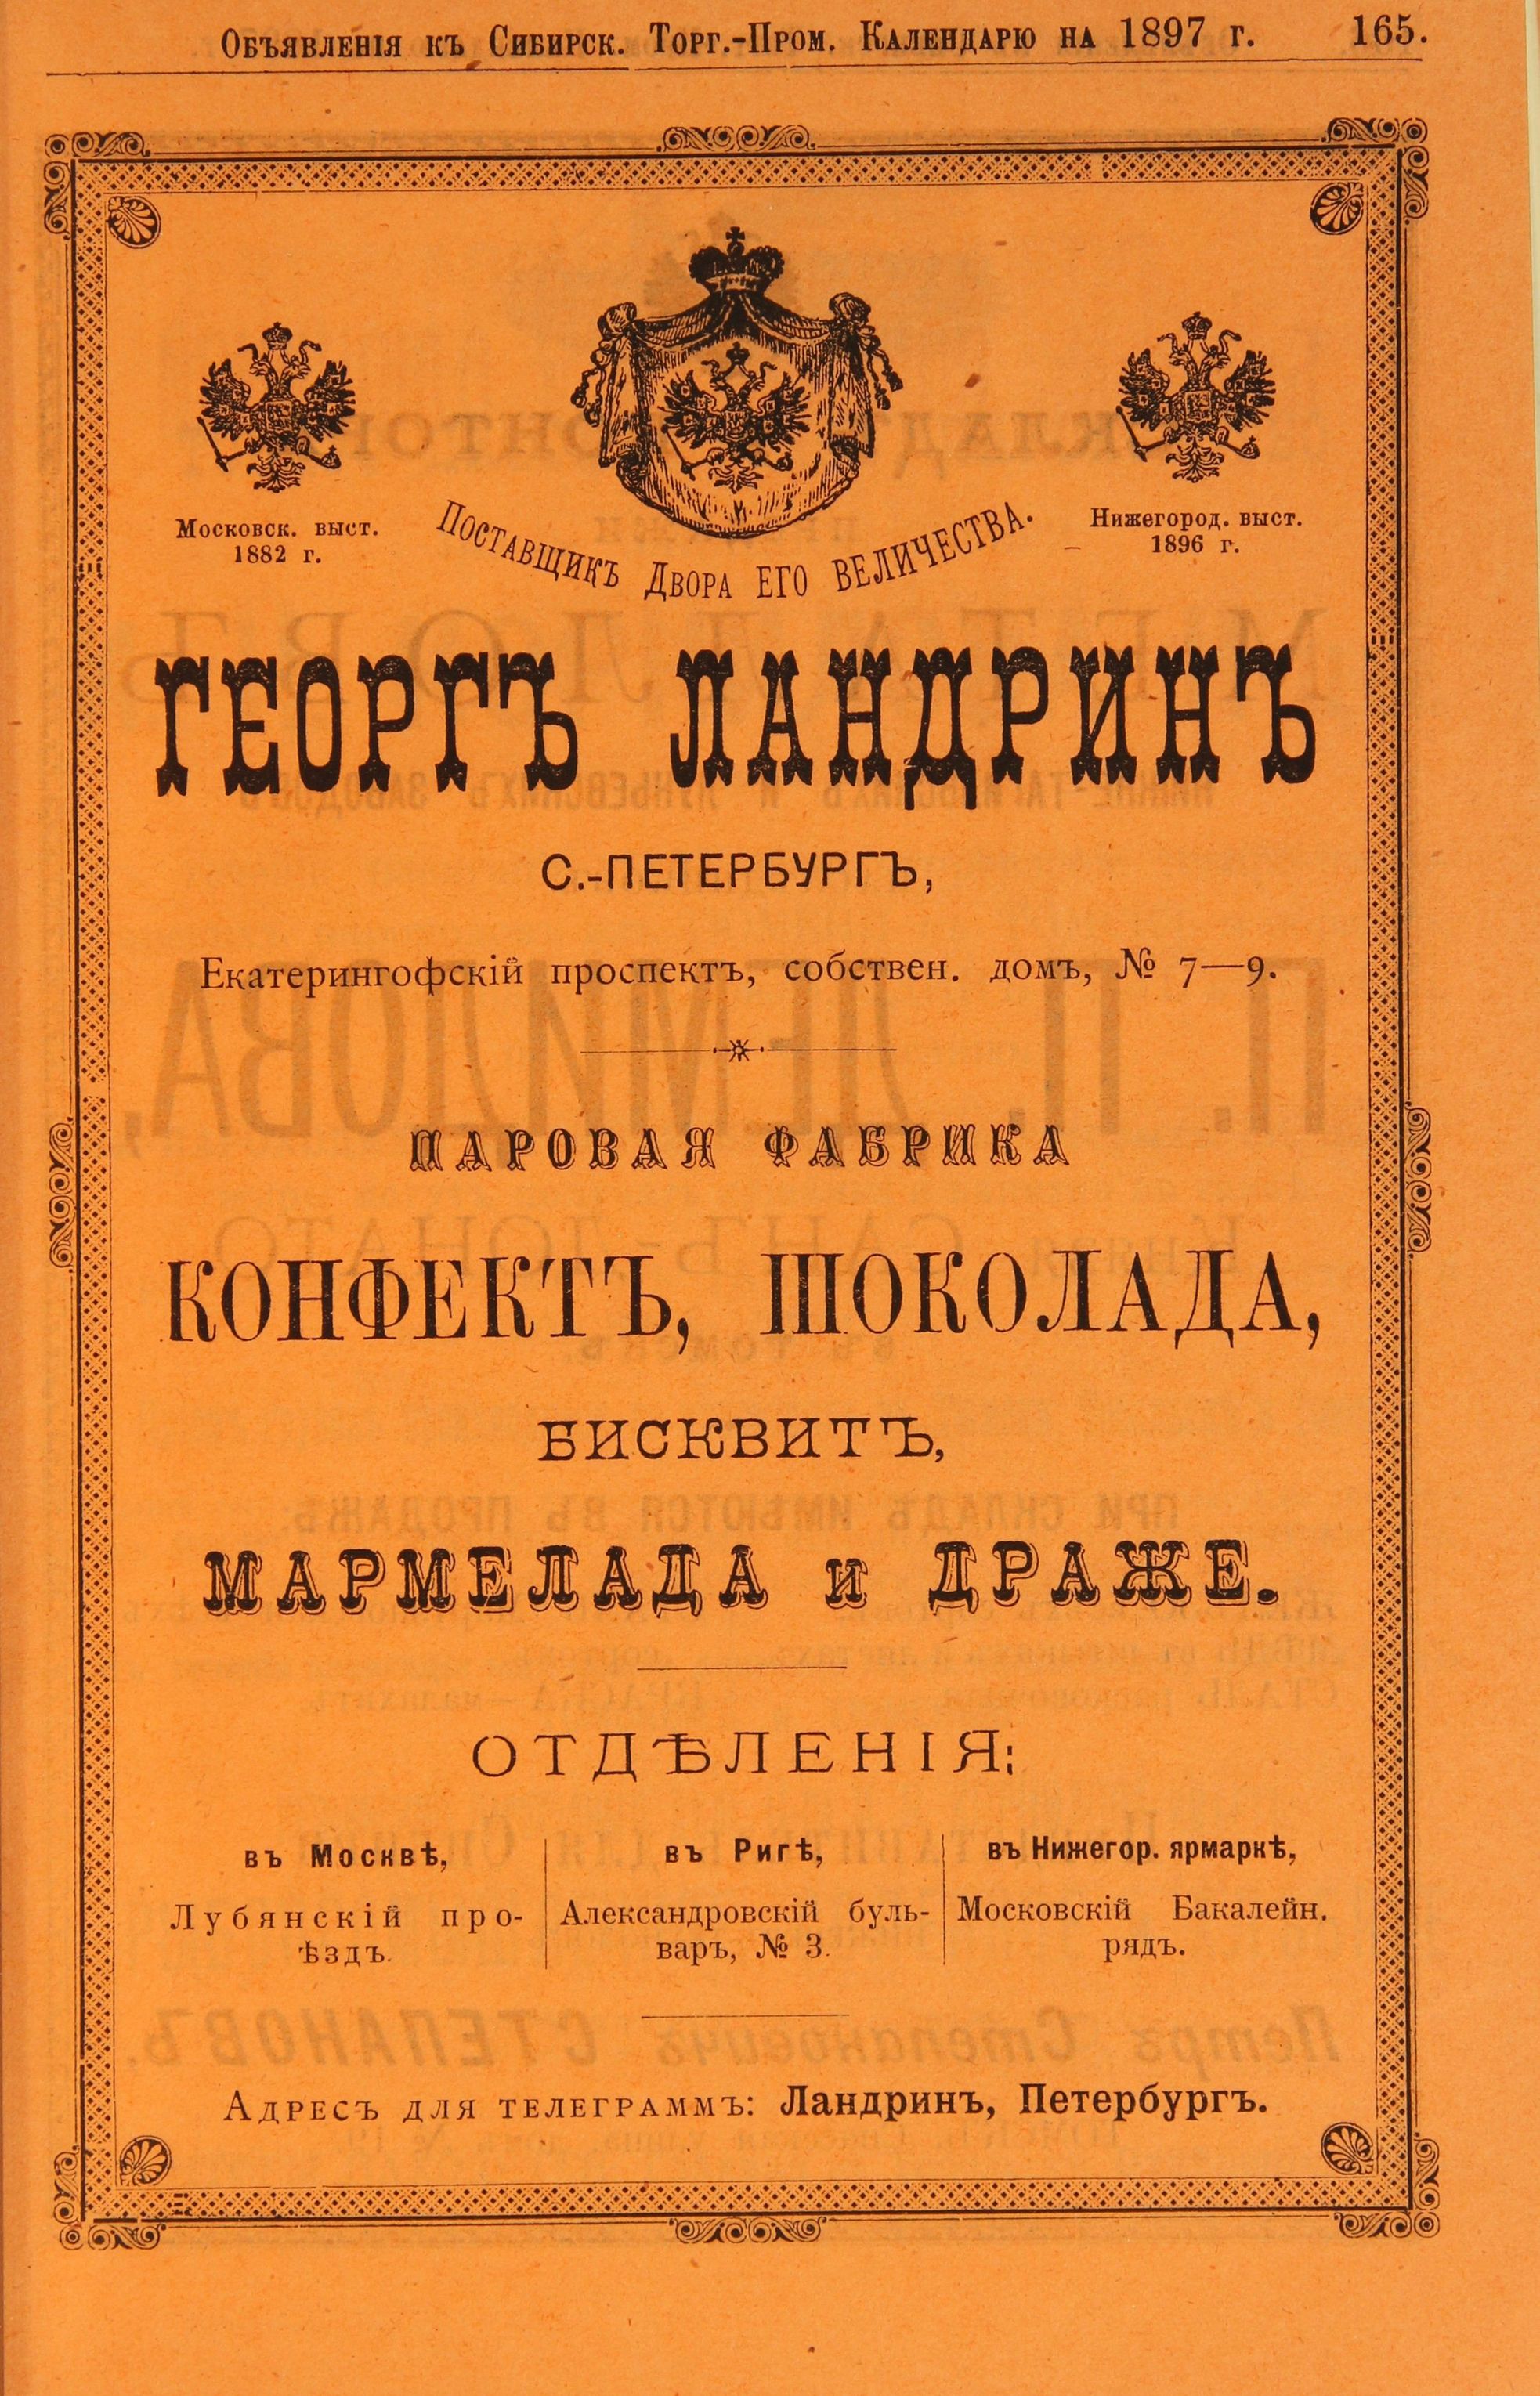 Объявленія къ Сибирск. Торг.-Пром. Календарю на 1897 г. 165.
Московск. выст.
1882 г.
Поставщикъ Двора ЕГО ВЕЛИЧЕСТВА.
Нижегород. выст.
1896 г.
ГЕОРГЪ ЛАНДРИНЪ
С.-ПЕТЕРБУРГЪ,
Екатерингофскій проспектъ, собствен. домъ, № 7—9.
ПАРОВАЯ ФАБРИКА
КОНФЕКТЪ, ШОКОЛАДА,
БИСКВИТЪ,
МАРМЕЛАДА и ДРАЖЕ.
ОТДѢЛЕНІЯ:
въ Москвѣ,
Лубянскій про-
ѣздъ.
въ Ригѣ,
Александровскій буль-
варъ, № 3.
въ Нижегор. ярмаркѣ,
Московскій Бакалейн.
рядъ.
Адресъ для телеграммъ: Ландринъ, Петербургъ.